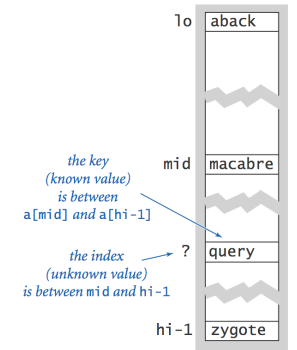 lo aback
the key
(known value)
is between
a[mid] and a[hi-1]
mid macabre
the index
(unknown value)
is between mid and hi-1
? query
hi-1 zygote